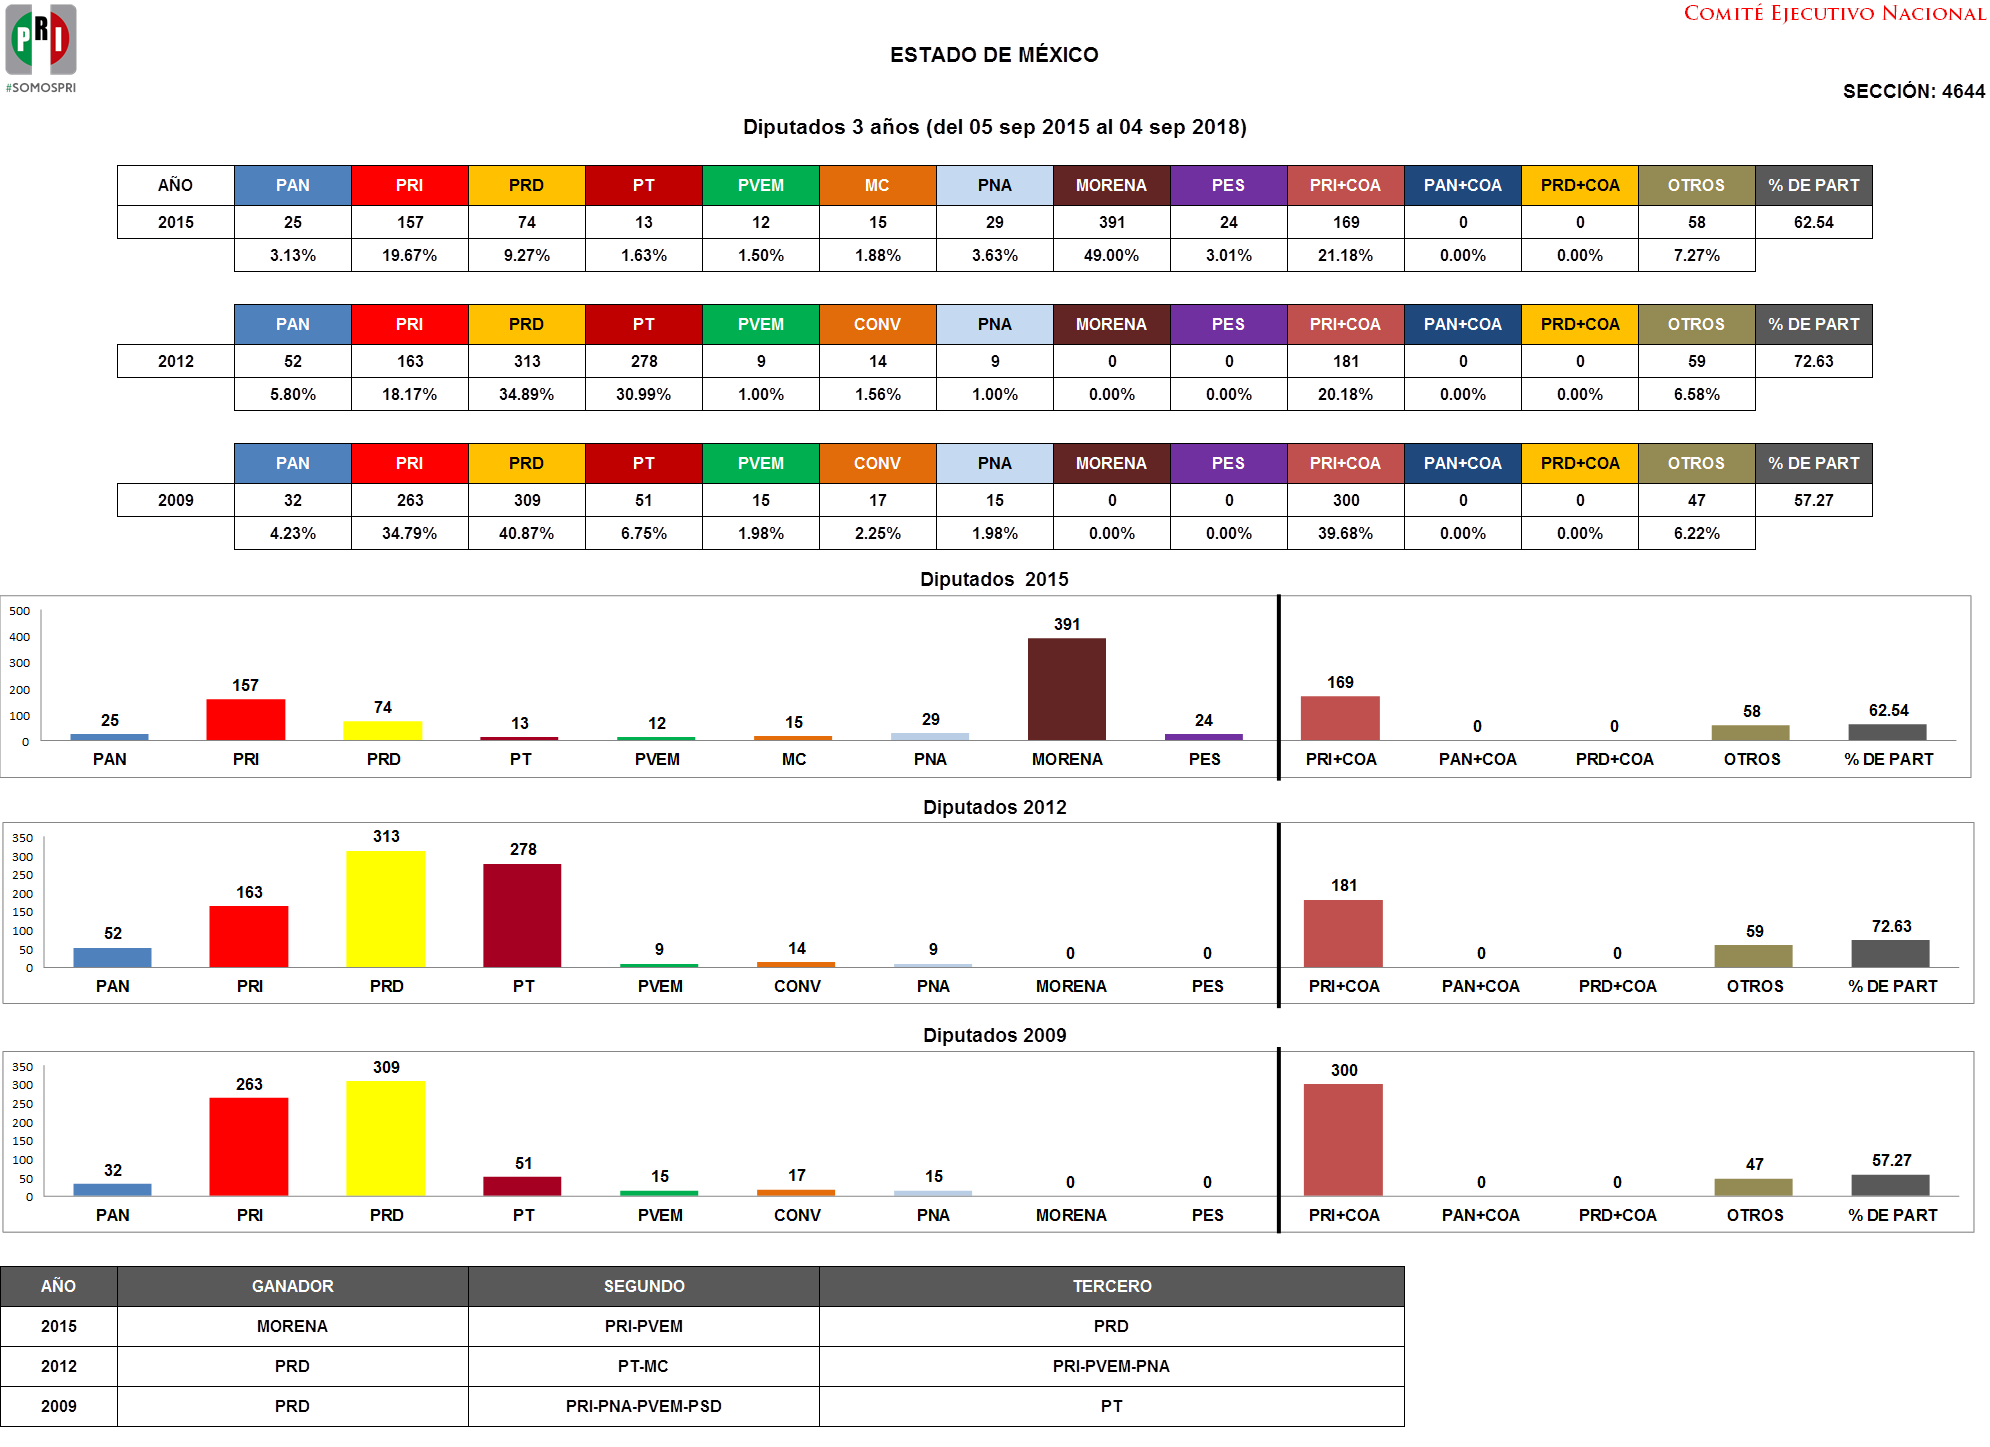 PRI
#SOMOSPRI
COMITÉ EJECUTIVO NACIONAL
ESTADO DE MÉXICO
SECCIÓN: 4644
Diputados 3 años (del 05 sep 2015 al 04 sep 2018)
AÑO PAN PRI PRD PT PVEM MC PNA MORENA PES PRI+COA PAN+COA PRD+COA OTROS % DE PART
2015 25 157 74 13 12 15 29 391 24 169 0 0 58 62.54
3.13% 19.67% 9.27% 1.63% 1.50% 1.88% 3.63% 49.00% 3.01% 21.18% 0.00% 0.00% 7.27%
PAN PRI PRD PT PVEM CONV PNA MORENA PES PRI+COA PAN+COA PRD+COA OTROS % DE PART
2012 52 163 313 278 9 14 9 0 0 181 0 0 59 72.63
5.80% 18.17% 34.89% 30.99% 1.00% 1.56% 1.00% 0.00% 0.00% 20.18% 0.00% 0.00% 6.58%
PAN PRI PRD PT PVEM CONV PNA MORENA PES PRI+COA PAN+COA PRD+COA OTROS % DE PART
2009 32 263 309 51 15 17 15 0 0 300 0 0 47 57.27
4.23% 34.79% 40.87% 6.75% 1.98% 2.25% 1.98% 0.00% 0.00% 39.68% 0.00% 0.00% 6.22%
Diputados 2015
500
400
300
200
100
0
25 157 74 13 12 15 29 391 24 169 0 0 58 62.54
PAN PRI PRD PT PVEM MC PNA MORENA PES PRI+COA PAN+COA PRD+COA OTROS % DE PART
Diputados 2012
350
300
250
200
150
100
50
0
52 163 313 278 9 14 9 0 0 181 0 0 59 72.63
PAN PRI PRD PT PVEM CONV PNA MORENA PES PRI+COA PAN+COA PRD+COA OTROS % DE PART
Diputados 2009
350
300
250
200
150
100
50
0
32 263 309 51 15 17 15 0 0 300 0 0 47 57.27
PAN PRI PRD PT PVEM CONV PNA MORENA PES PRI+COA PAN+COA PRD+COA OTROS % DE PART
AÑO GANADOR SEGUNDO TERCERO
2015 MORENA PRI-PVEM PRD
2012 PRD PT-MC PRI-PVEM-PNA
2009 PRD PRI-PNA-PVEM-PSD PT